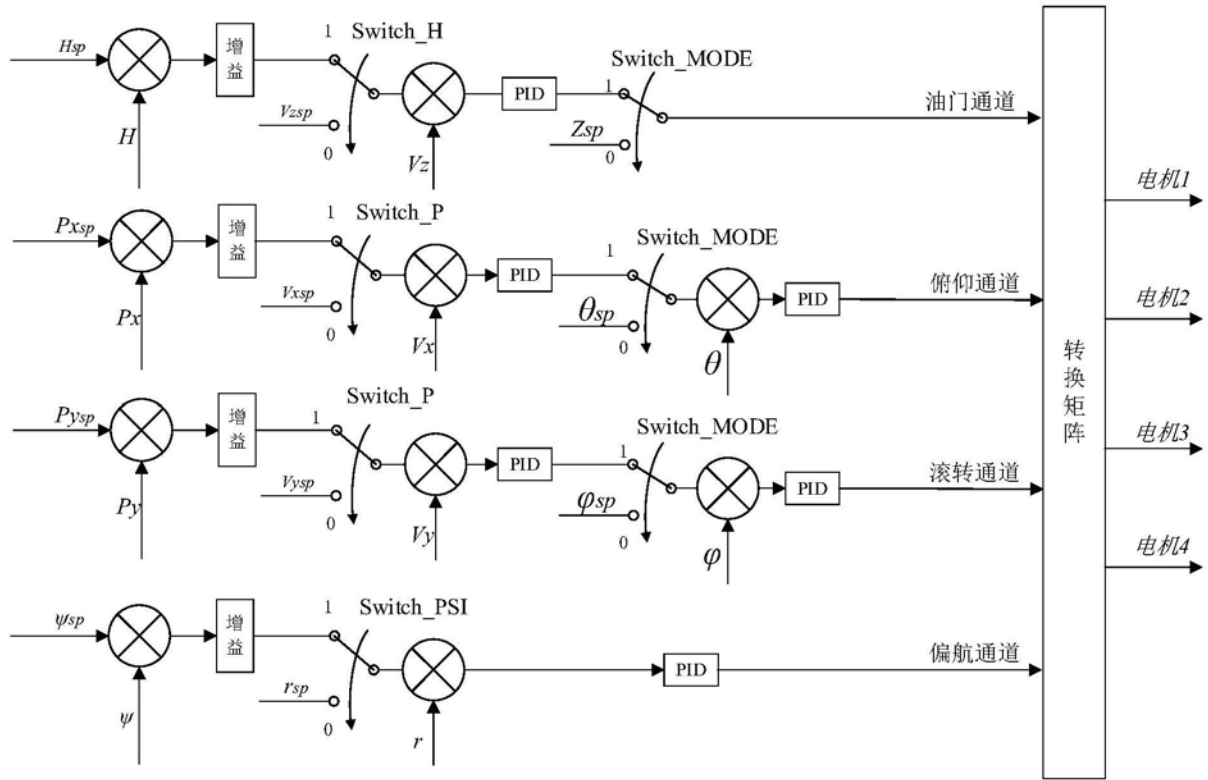 Hsp
增益
1
Switch_H
Vzsp
0
H
Vz
PID
Switch_MODE
1
Zsp
0
油门通道
Pxsp
增益
1
Switch_P
Vxsp
0
Px
Vx
PID
Switch_MODE
1
θsp
0
θ
PID
俯仰通道
Pysp
增益
1
Switch_P
Vysp
0
Py
Vy
PID
Switch_MODE
1
φsp
0
φ
PID
滚转通道
ψsp
增益
1
Switch_PSI
rsp
0
ψ
r
PID
偏航通道
转换矩阵
电机1
电机2
电机3
电机4